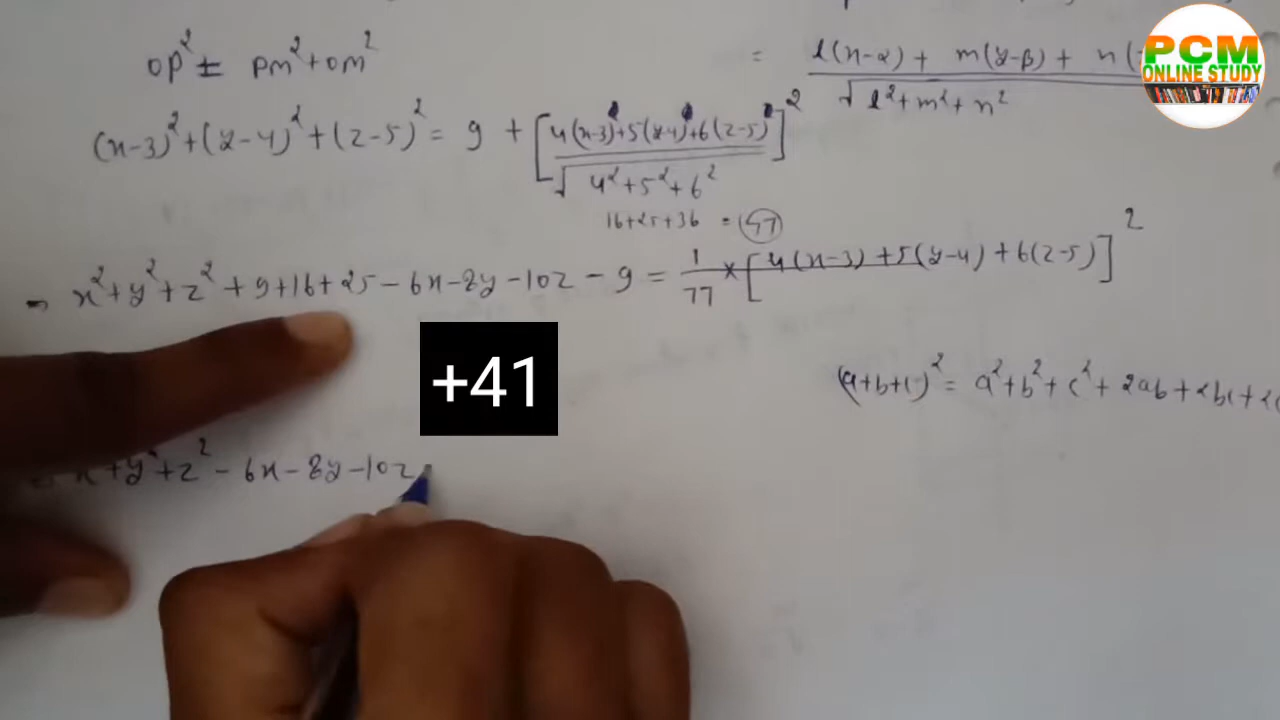 OP² = PM² + OM²
= l(x-α) + m(y-β) + n(
√l² + m² + n²
PCM
ONLINE STUDY
(x-3)² + (y-4)² + (z-5)² = 9 + [4(x-3)+5(y-4)+6(z-5)]²
√4² + 5² + 6²
16+25+36 = 77
⇒ x² + y² + z² + 9 + 16 + 25 - 6x - 8y - 10z - 9 = 1/77 × [4(x-3) + 5(y-4) + 6(z-5)]²
+41
(a+b+c)² = a² + b² + c² + 2ab + 2bc + 2c
x² + y² + z² - 6x - 8y - 10z